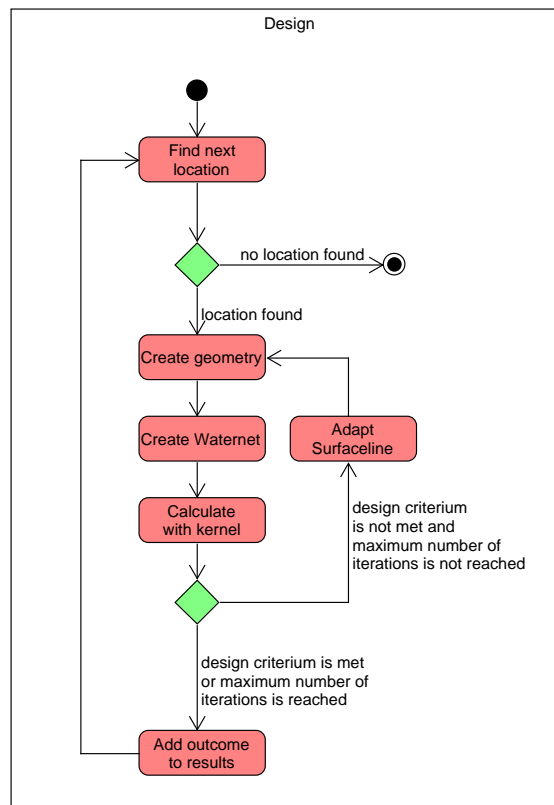 Design
Find next
location
no location found
location found
Create geometry
Create Waternet
Adapt
Surfaceline
Calculate
with kernel
design criterium
is not met and
maximum number of
iterations is not reached
design criterium is met
or maximum number of
iterations is reached
Add outcome
to results